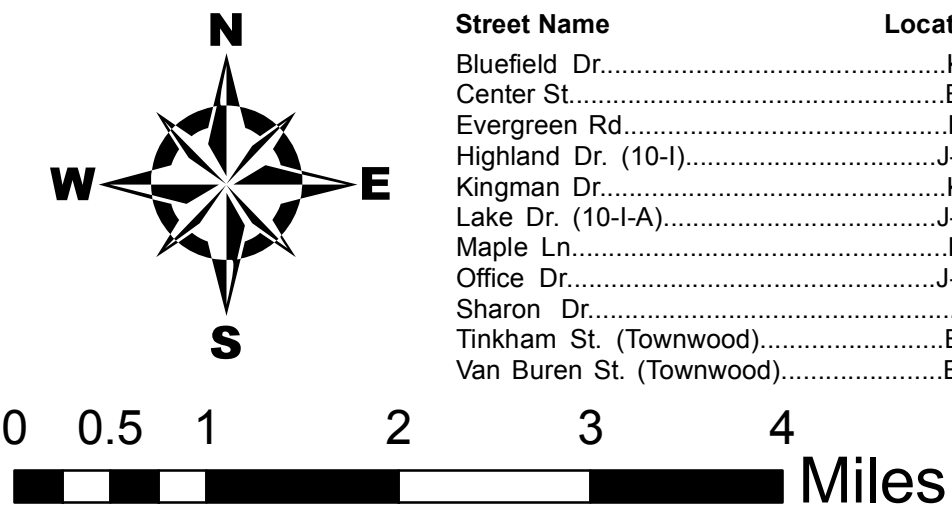 N
W E
S
Street Name Locat
Bluefield Dr..............................................
Center St..................................................
Evergreen Rd...........................................
Highland Dr. (10-I)..................................J-
Kingman Dr..............................................
Lake Dr. (10-I-A).....................................J-
Maple Ln..................................................
Office Dr..................................................J-
Sharon Dr................................................
Tinkham St. (Townwood)........................
Van Buren St. (Townwood).....................
0 0.5 1 2 3 4
Miles